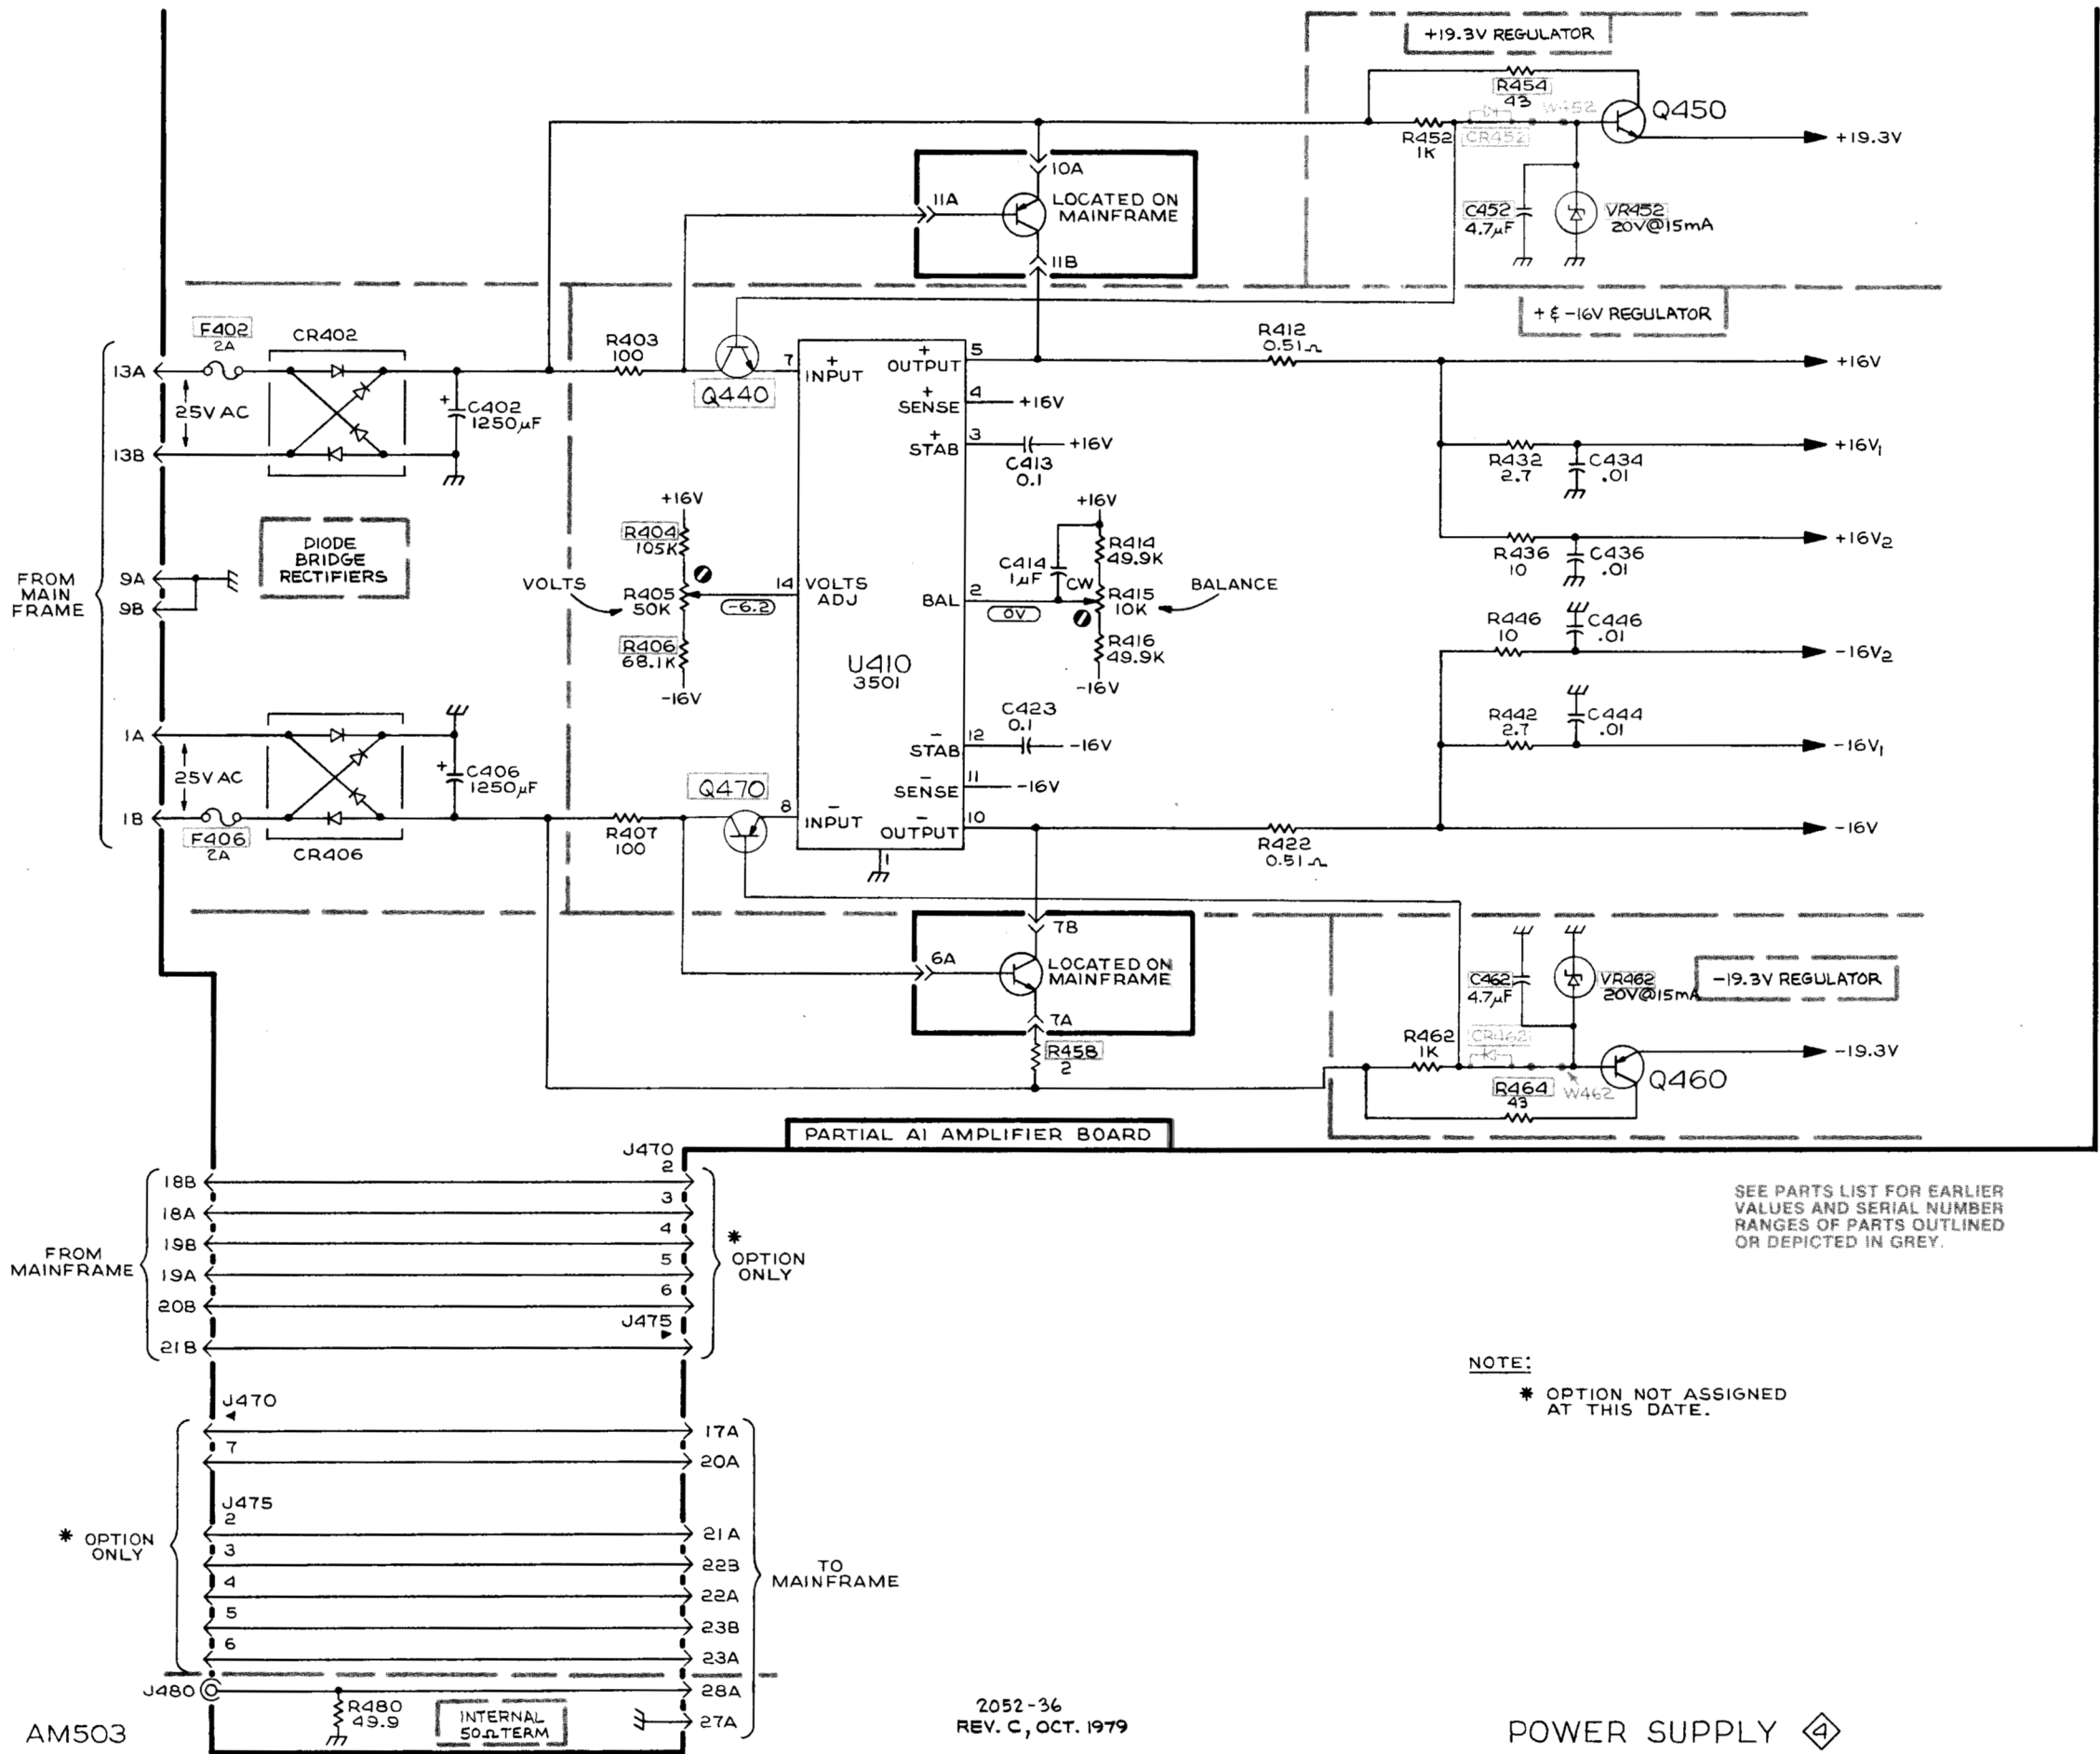 +19.3V REGULATOR
R454
43
W452
Q450
R452
1K
CR452
+19.3V
10A
11A
LOCATED ON
MAINFRAME
11B
C452
4.7µF
VR452
20V@15mA
+ & -16V REGULATOR
F402
2A
CR402
R403
100
Q440
7
+
INPUT
+
OUTPUT
5
R412
0.51Ω
+16V
13A
25V AC
13B
+
C402
1250µF
+
SENSE
4
+16V
+
STAB
3
C413
0.1
+16V
R432
2.7
C434
.01
+16V1
DIODE
BRIDGE
RECTIFIERS
+16V
R404
105K
VOLTS
R405
50K
R406
68.1K
-16V
14
-6.2
VOLTS
ADJ
BAL
2
0V
+16V
C414
1µF
CW
R414
49.9K
R415
10K
BALANCE
R416
49.9K
-16V
R436
10
C436
.01
+16V2
FROM
MAIN
FRAME
9A
9B
U410
3501
R446
10
C446
.01
-16V2
1A
25V AC
1B
F406
2A
CR406
+
C406
1250µF
C423
0.1
-
STAB
12
-16V
-
SENSE
11
-16V
R442
2.7
C444
.01
-16V1
Q470
R407
100
8
-
INPUT
-
OUTPUT
10
1
R422
0.51Ω
-16V
7B
6A
LOCATED ON
MAINFRAME
7A
R458
2
C462
4.7µF
VR462
20V@15mA
-19.3V REGULATOR
R462
1K
CR462
R464
43
W462
Q460
-19.3V
PARTIAL A1 AMPLIFIER BOARD
FROM
MAINFRAME
18B
18A
19B
19A
20B
21B
J470
2
3
4
5
6
J475
*
OPTION
ONLY
SEE PARTS LIST FOR EARLIER
VALUES AND SERIAL NUMBER
RANGES OF PARTS OUTLINED
OR DEPICTED IN GREY.
NOTE:
* OPTION NOT ASSIGNED
AT THIS DATE.
* OPTION
ONLY
J470
7
J475
2
3
4
5
6
17A
20A
21A
22B
22A
23B
23A
TO
MAINFRAME
J480
28A
R480
49.9
INTERNAL
50Ω TERM
27A
AM503
2052-36
REV. C, OCT. 1979
POWER SUPPLY 4